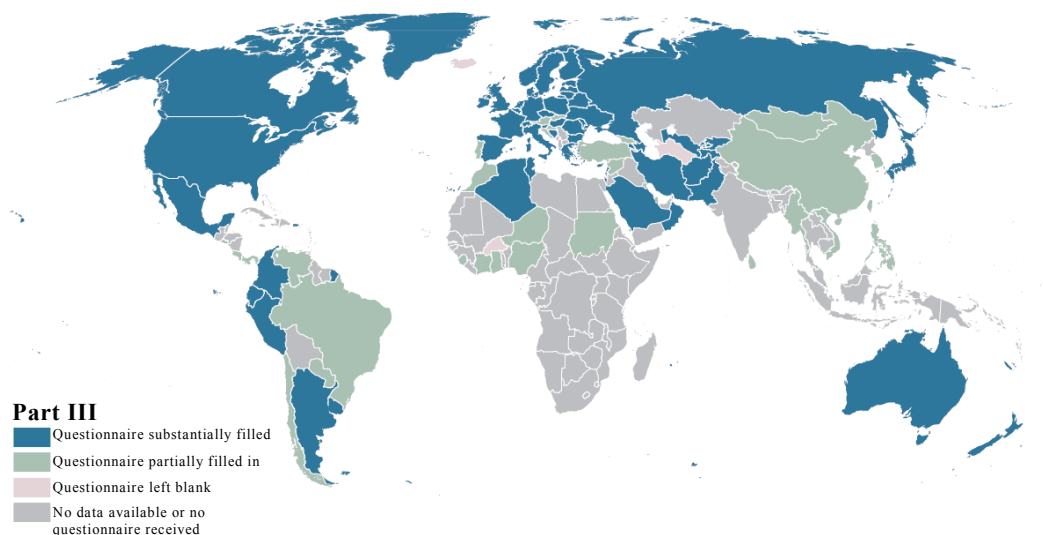 Part III
Questionnaire substantially filled
Questionnaire partially filled in
Questionnaire left blank
No data available or no
questionnaire received